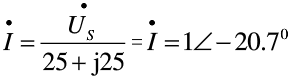 İ = U̇_S / (25 + j25) = İ = 1∠−20.7⁰